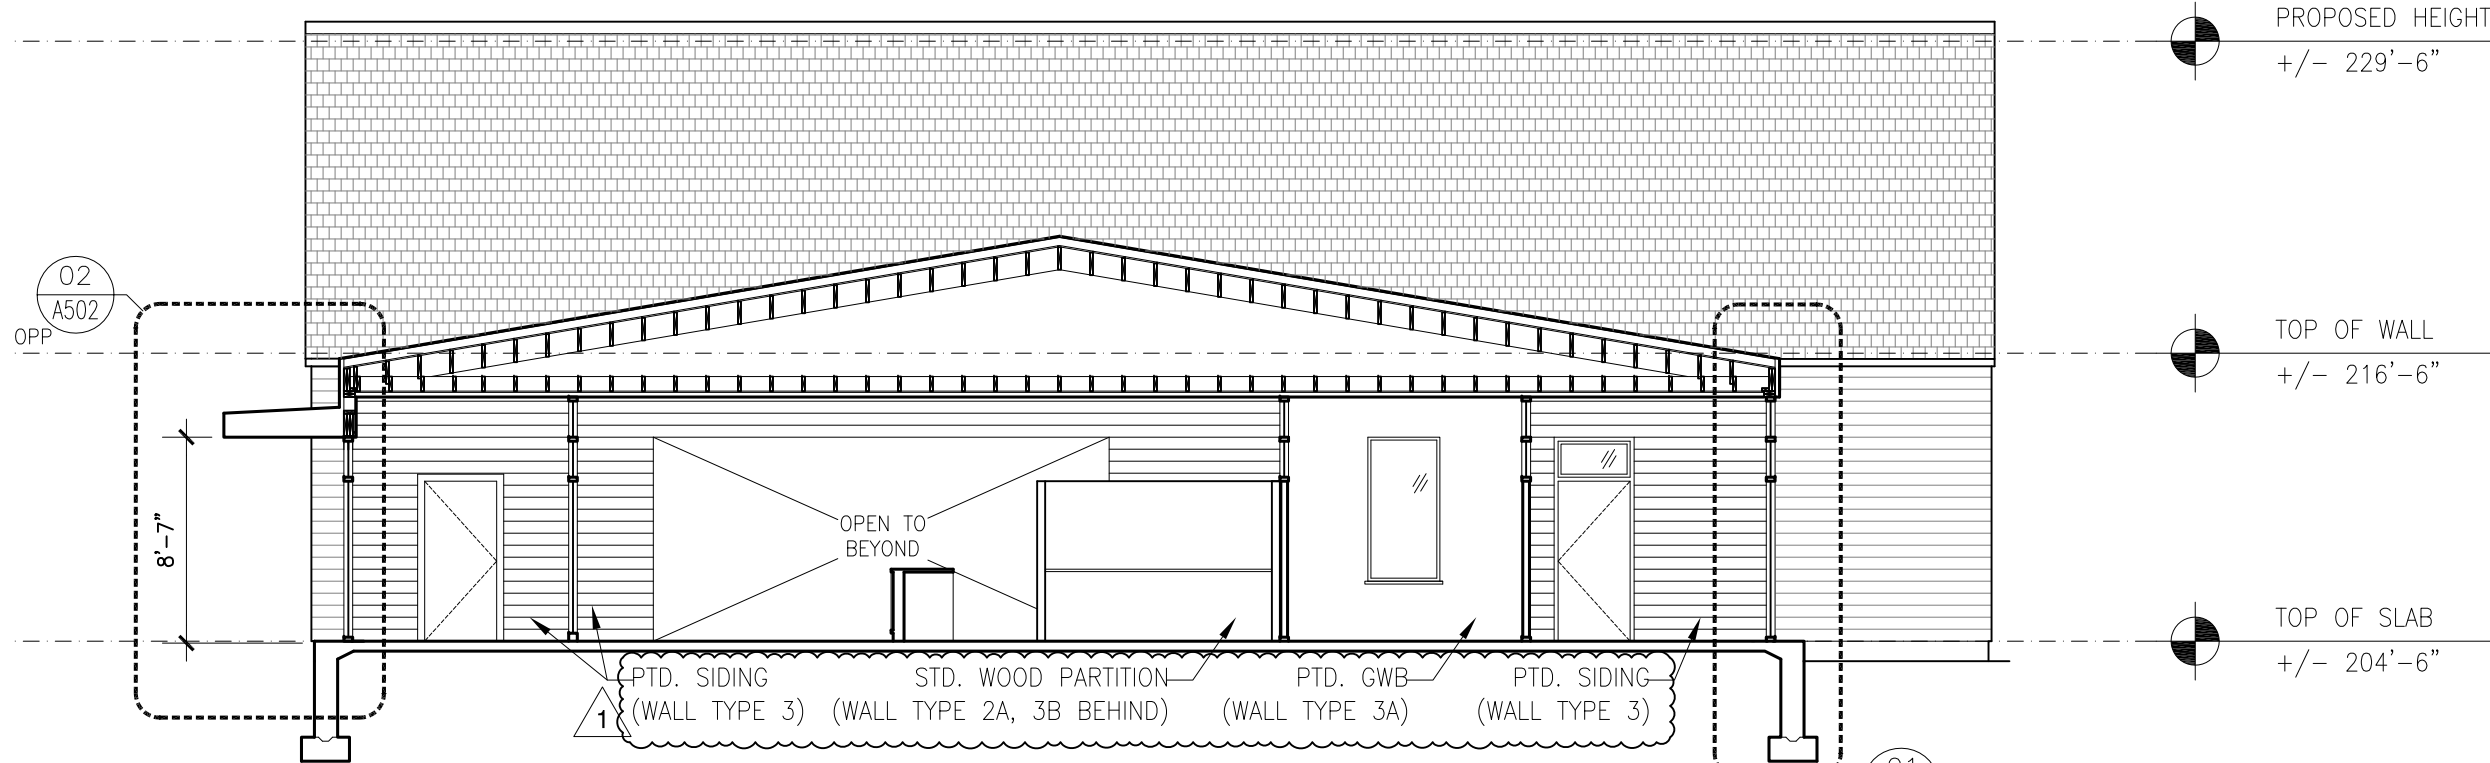 PROPOSED HEIGHT
+/- 229'-6"
02
A502
OPP
TOP OF WALL
+/- 216'-6"
8'-7"
OPEN TO
BEYOND
TOP OF SLAB
+/- 204'-6"
PTD. SIDING
(WALL TYPE 3)
STD. WOOD PARTITION
(WALL TYPE 2A, 3B BEHIND)
PTD. GWB
(WALL TYPE 3A)
PTD. SIDING
(WALL TYPE 3)
1